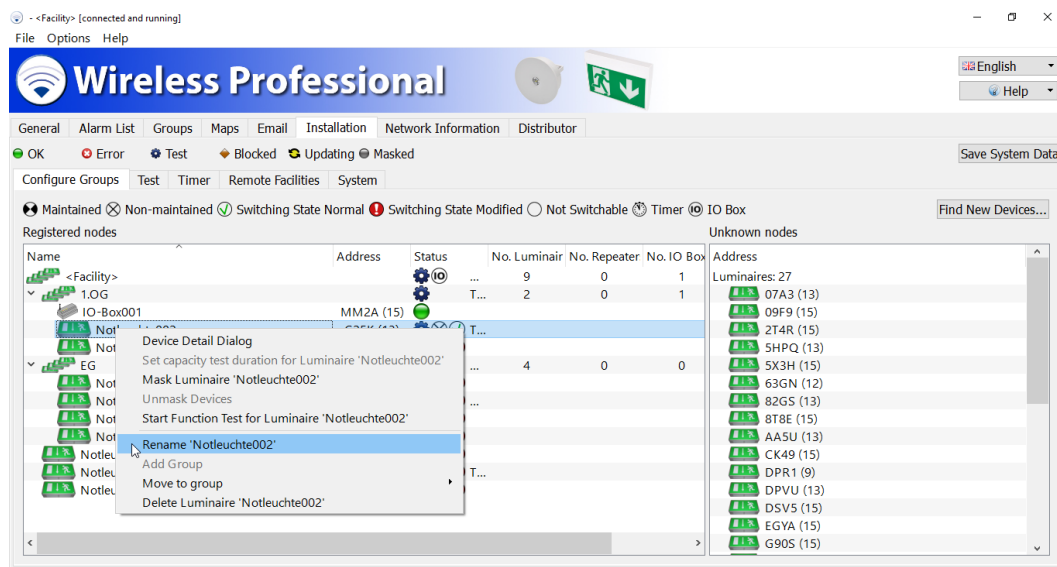 - <Facility> [connected and running]
File Options Help
Wireless Professional
English
Help
General Alarm List Groups Maps Email Installation Network Information Distributor
OK Error Test Blocked Updating Masked Save System Data
Configure Groups Test Timer Remote Facilities System
Maintained Non-maintained Switching State Normal Switching State Modified Not Switchable Timer IO IO Box Find New Devices...
Registered nodes Unknown nodes
Name Address Status No. Luminair No. Repeater No. IO Box Address
<Facility> IO ... 9 0 1 Luminaires: 27
1.OG T... 2 0 1 07A3 (13)
IO-Box001 MM2A (15) 09F9 (15)
T... 2T4R (15)
Device Detail Dialog 5HPQ (13)
Set capacity test duration for Luminaire 'Notleuchte002'
EG ... 4 0 0 5X3H (15)
Mask Luminaire 'Notleuchte002' 63GN (12)
Unmask Devices ... 82GS (13)
Start Function Test for Luminaire 'Notleuchte002' 8T8E (15)
AA5U (13)
Rename 'Notleuchte002' CK49 (15)
Add Group T... DPR1 (9)
Move to group DPVU (13)
Delete Luminaire 'Notleuchte002' DSV5 (15)
EGYA (15)
G90S (15)